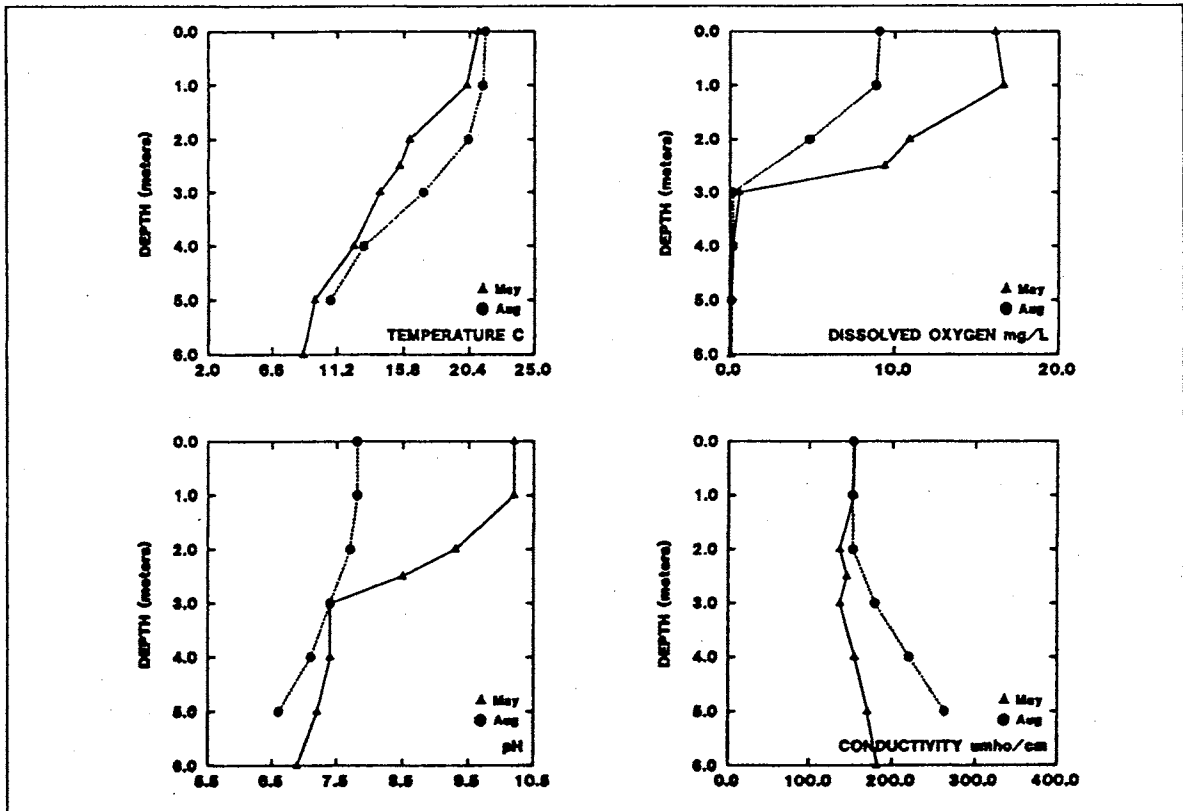 0.0
1.0
2.0
3.0
4.0
5.0
6.0
DEPTH (meters)
May
Aug
TEMPERATURE C
2.0 6.6 11.2 15.8 20.4 25.0
0.0
1.0
2.0
3.0
4.0
5.0
6.0
DEPTH (meters)
May
Aug
DISSOLVED OXYGEN mg/L
0.0 10.0 20.0
0.0
1.0
2.0
3.0
4.0
5.0
6.0
DEPTH (meters)
May
Aug
pH
5.5 6.5 7.5 8.5 9.5 10.5
0.0
1.0
2.0
3.0
4.0
5.0
6.0
DEPTH (meters)
May
Aug
CONDUCTIVITY umho/cm
0.0 100.0 200.0 300.0 400.0